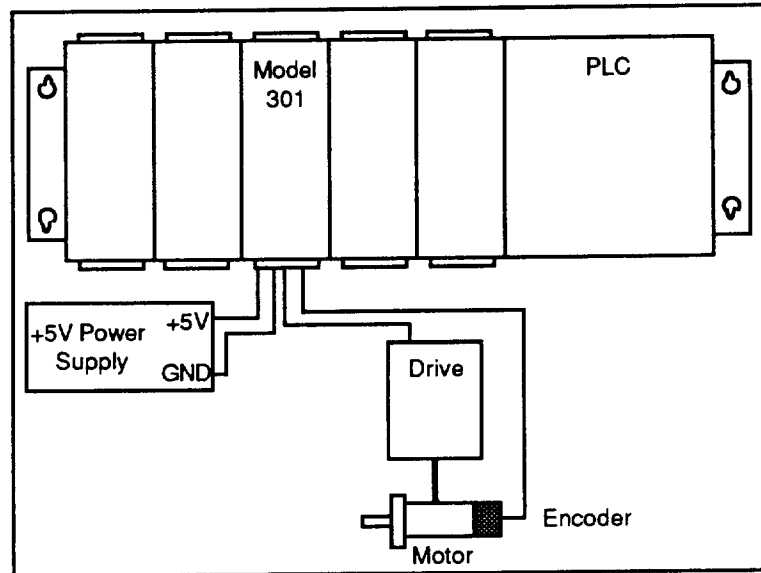 Model
301
PLC
+5V Power
Supply
+5V
GND
Drive
Encoder
Motor